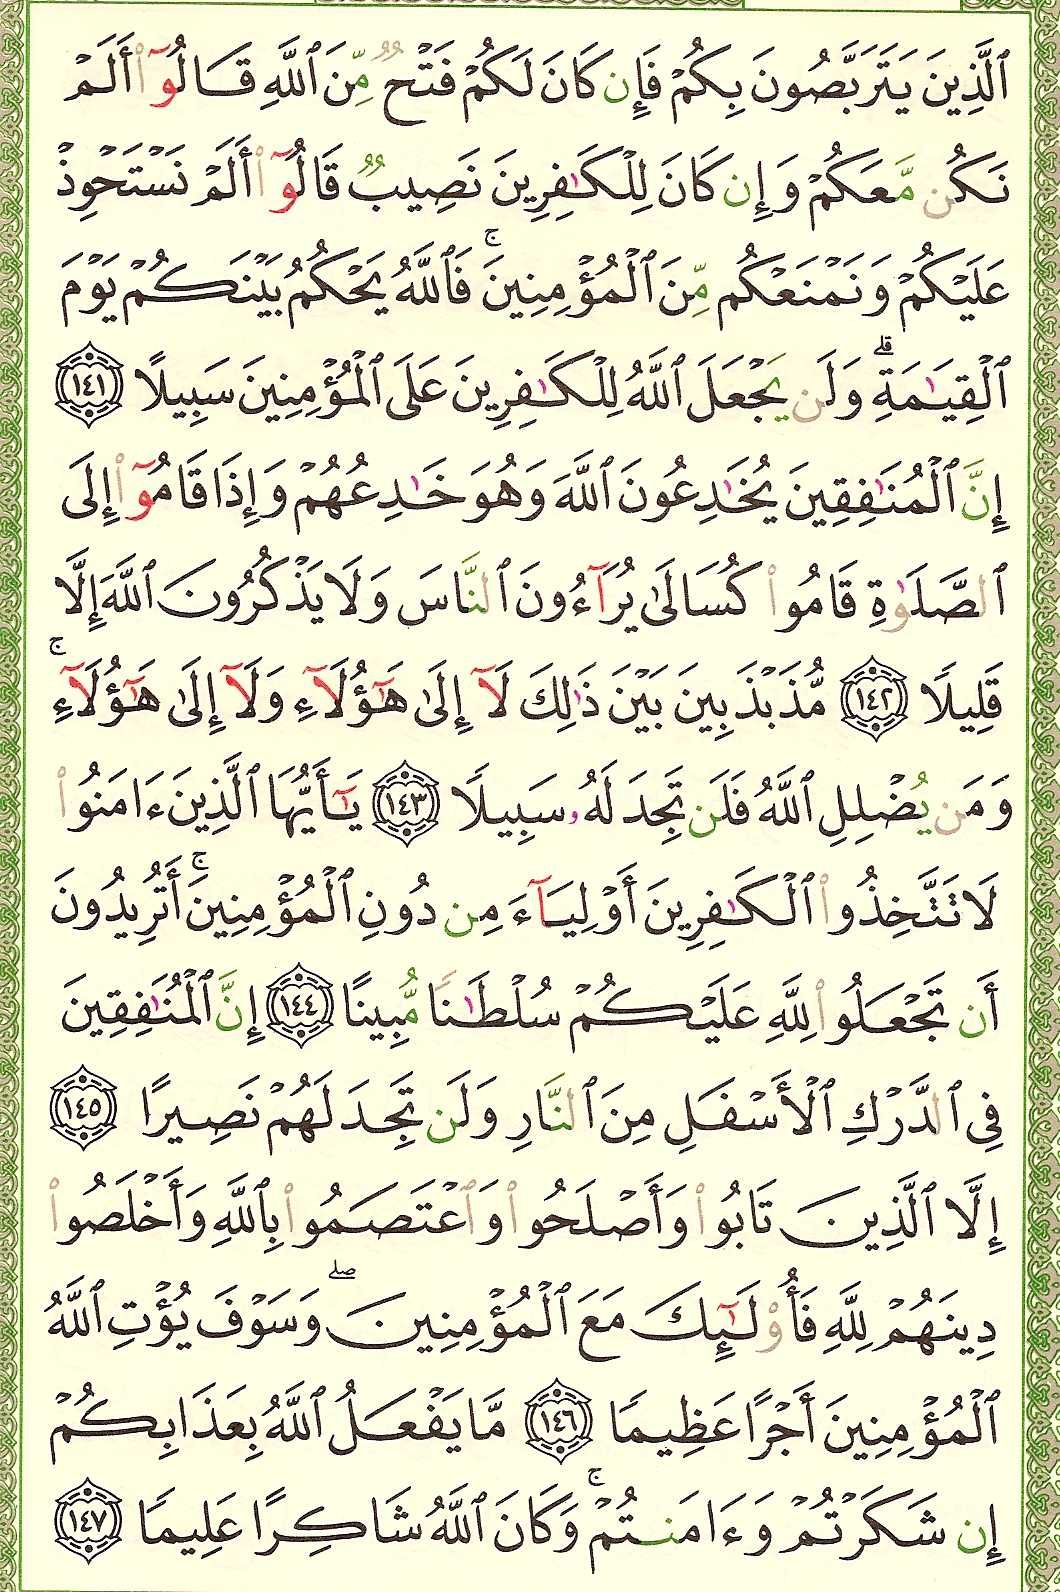 ٱلَّذِينَ يَتَرَبَّصُونَ بِكُمْ فَإِن كَانَ لَكُمْ فَتْحٌ مِّنَ ٱللَّهِ قَالُوٓا۟ أَلَمْ
نَكُن مَّعَكُمْ وَإِن كَانَ لِلْكَٰفِرِينَ نَصِيبٌ قَالُوٓا۟ أَلَمْ نَسْتَحْوِذْ
عَلَيْكُمْ وَنَمْنَعْكُم مِّنَ ٱلْمُؤْمِنِينَ ۚ فَٱللَّهُ يَحْكُمُ بَيْنَكُمْ يَوْمَ
ٱلْقِيَٰمَةِ ۗ وَلَن يَجْعَلَ ٱللَّهُ لِلْكَٰفِرِينَ عَلَى ٱلْمُؤْمِنِينَ سَبِيلًا ١٤١
إِنَّ ٱلْمُنَٰفِقِينَ يُخَٰدِعُونَ ٱللَّهَ وَهُوَ خَٰدِعُهُمْ وَإِذَا قَامُوٓا۟ إِلَى
ٱلصَّلَوٰةِ قَامُوا۟ كُسَالَىٰ يُرَآءُونَ ٱلنَّاسَ وَلَا يَذْكُرُونَ ٱللَّهَ إِلَّا
قَلِيلًا ١٤٢ مُّذَبْذَبِينَ بَيْنَ ذَٰلِكَ لَآ إِلَىٰ هَٰٓؤُلَآءِ وَلَآ إِلَىٰ هَٰٓؤُلَآءِ ۚ
وَمَن يُضْلِلِ ٱللَّهُ فَلَن تَجِدَ لَهُۥ سَبِيلًا ١٤٣ يَٰٓأَيُّهَا ٱلَّذِينَ ءَامَنُوا۟
لَا تَتَّخِذُوا۟ ٱلْكَٰفِرِينَ أَوْلِيَآءَ مِن دُونِ ٱلْمُؤْمِنِينَ ۚ أَتُرِيدُونَ
أَن تَجْعَلُوا۟ لِلَّهِ عَلَيْكُمْ سُلْطَٰنًا مُّبِينًا ١٤٤ إِنَّ ٱلْمُنَٰفِقِينَ
فِى ٱلدَّرْكِ ٱلْأَسْفَلِ مِنَ ٱلنَّارِ وَلَن تَجِدَ لَهُمْ نَصِيرًا ١٤٥
إِلَّا ٱلَّذِينَ تَابُوا۟ وَأَصْلَحُوا۟ وَٱعْتَصَمُوا۟ بِٱللَّهِ وَأَخْلَصُوا۟
دِينَهُمْ لِلَّهِ فَأُو۟لَٰٓئِكَ مَعَ ٱلْمُؤْمِنِينَ ۖ وَسَوْفَ يُؤْتِ ٱللَّهُ
ٱلْمُؤْمِنِينَ أَجْرًا عَظِيمًا ١٤٦ مَّا يَفْعَلُ ٱللَّهُ بِعَذَابِكُمْ
إِن شَكَرْتُمْ وَءَامَنتُمْ ۚ وَكَانَ ٱللَّهُ شَاكِرًا عَلِيمًا ١٤٧